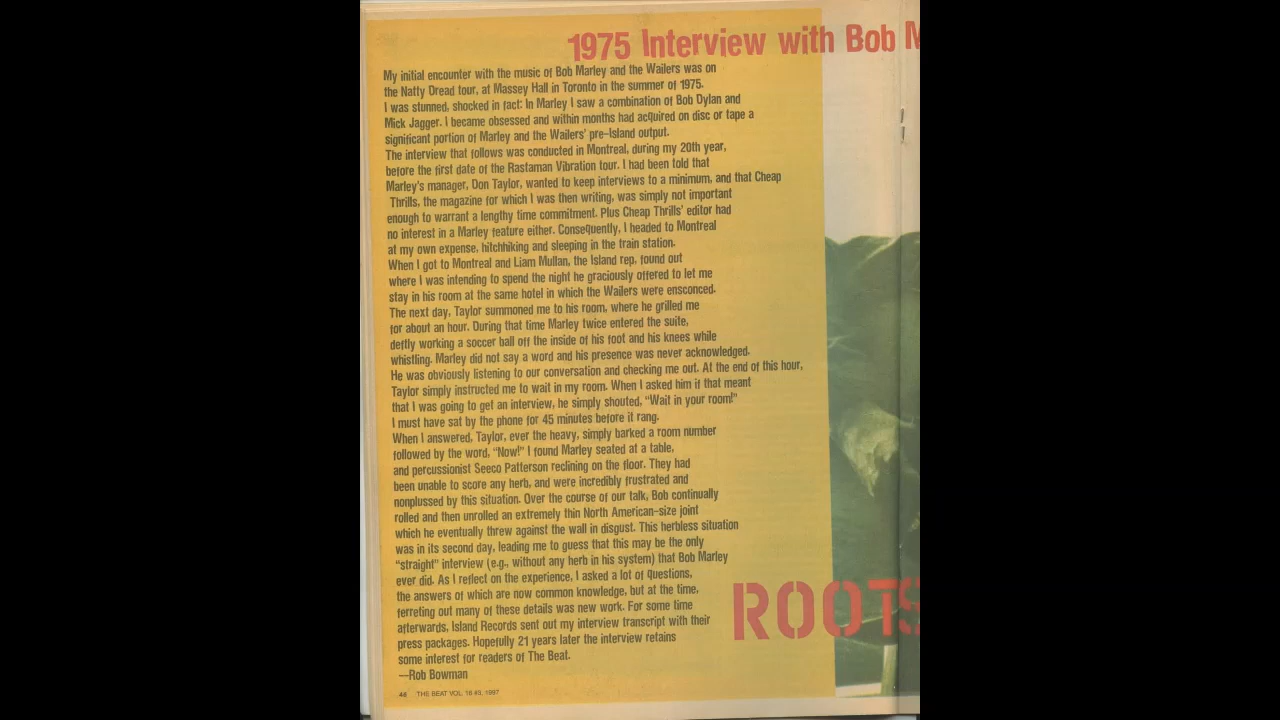 1975 Interview with Bob
My initial encounter with the music of Bob Marley and the Wailers was on
the Natty Dread tour, at Massey Hall in Toronto in the summer of 1975.
I was stunned, shocked in fact: In Marley I saw a combination of Bob Dylan and
Mick Jagger. I became obsessed and within months had acquired on disc or tape a
significant portion of Marley and the Wailers' pre-Island output.
The interview that follows was conducted in Montreal, during my 20th year,
before the first date of the Rastaman Vibration tour. I had been told that
Marley's manager, Don Taylor, wanted to keep interviews to a minimum, and that Cheap
Thrills, the magazine for which I was then writing, was simply not important
enough to warrant a lengthy time commitment. Plus Cheap Thrills' editor had
no interest in a Marley feature either. Consequently, I headed to Montreal
at my own expense, hitchhiking and sleeping in the train station.
When I got to Montreal and Liam Mullan, the Island rep, found out
where I was intending to spend the night he graciously offered to let me
stay in his room at the same hotel in which the Wailers were ensconced.
The next day, Taylor summoned me to his room, where he grilled me
for about an hour. During that time Marley twice entered the suite,
deftly working a soccer ball off the inside of his foot and his knees while
whistling. Marley did not say a word and his presence was never acknowledged.
He was obviously listening to our conversation and checking me out. At the end of this hour,
Taylor simply instructed me to wait in my room. When I asked him if that meant
that I was going to get an interview, he simply shouted, "Wait in your room!"
I must have sat by the phone for 45 minutes before it rang.
When I answered, Taylor, ever the heavy, simply barked a room number
followed by the word, "Now!" I found Marley seated at a table,
and percussionist Seeco Patterson reclining on the floor. They had
been unable to score any herb, and were incredibly frustrated and
nonplussed by this situation. Over the course of our talk, Bob continually
rolled and then unrolled an extremely thin North American-size joint
which he eventually threw against the wall in disgust. This herbless situation
was in its second day, leading me to guess that this may be the only
"straight" interview (e.g., without any herb in his system) that Bob Marley
ever did. As I reflect on the experience, I asked a lot of questions,
the answers of which are now common knowledge, but at the time,
ferreting out many of these details was new work. For some time
afterwards, Island Records sent out my interview transcript with their
press packages. Hopefully 21 years later the interview retains
some interest for readers of The Beat.
—Rob Bowman
ROOTS
48 THE BEAT VOL. 16 #3, 1997